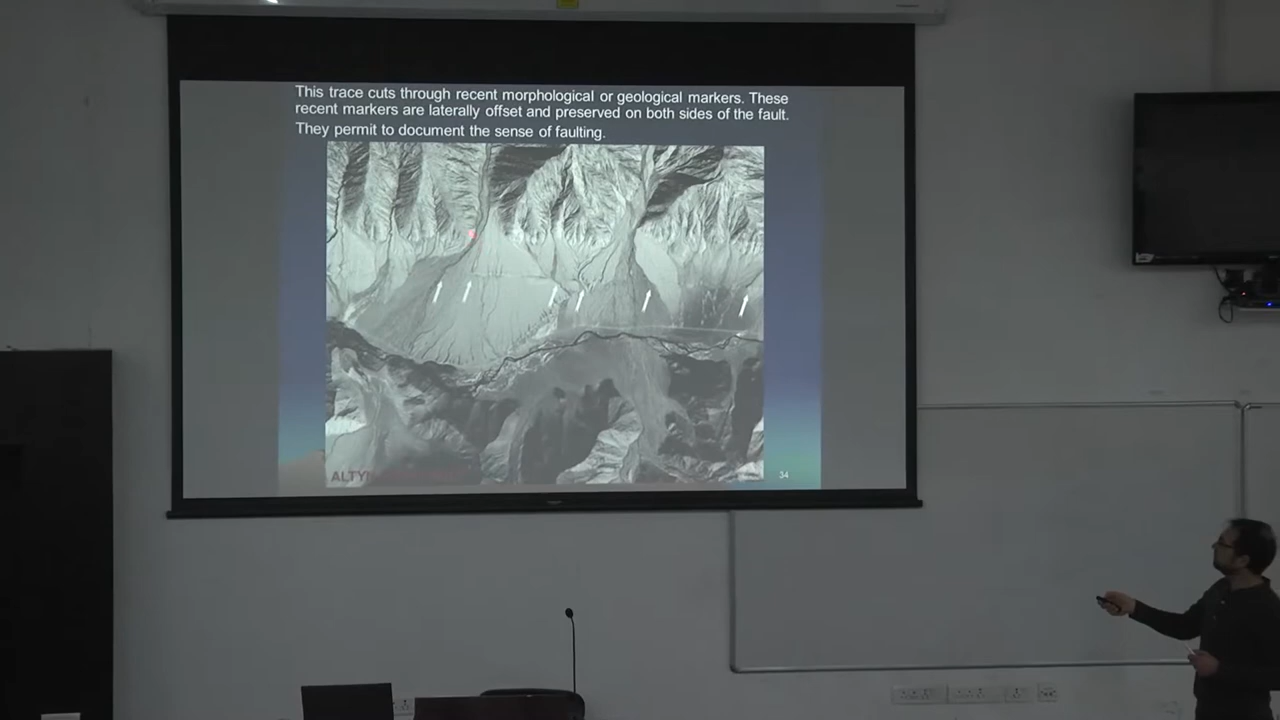 This trace cuts through recent morphological or geological markers. These
recent markers are laterally offset and preserved on both sides of the fault.
They permit to document the sense of faulting.
34